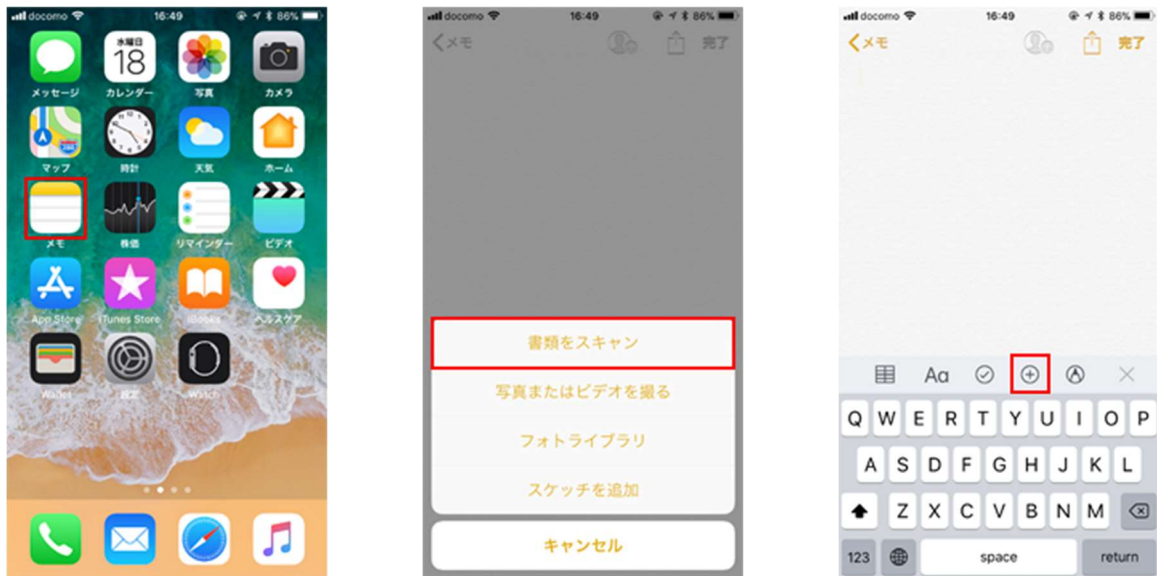 docomo 16:49 86%
水曜日
18
メッセージ カレンダー 写真 カメラ
マップ 時計 天気 ホーム
メモ 株価 リマインダー ビデオ
App Store iTunes Store iBooks ヘルスケア
Wallet 設定 Watch
docomo 16:49 86%
メモ 完了
書類をスキャン
写真またはビデオを撮る
フォトライブラリ
スケッチを追加
キャンセル
docomo 16:49 86%
メモ 完了
Aa
Q W E R T Y U I O P
A S D F G H J K L
Z X C V B N M
123 space return